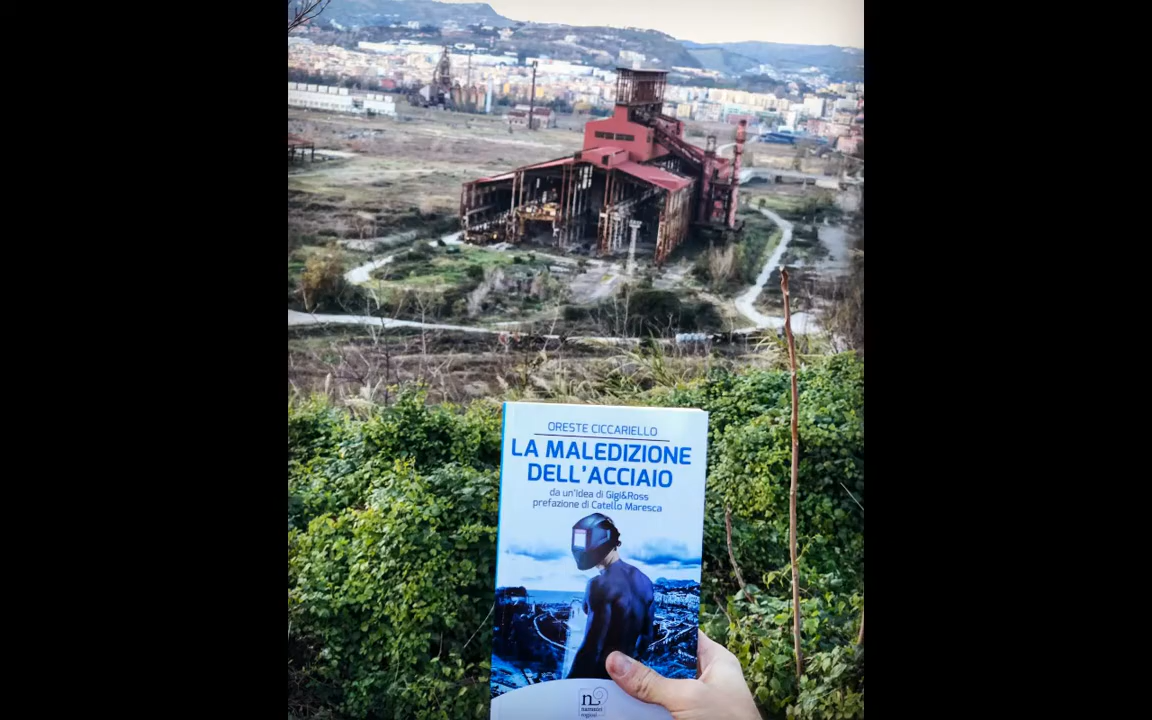 ORESTE CICCARIELLO
LA MALEDIZIONE
DELL'ACCIAIO
da un'idea di Gigi&Ross
prefazione di Catello Maresca